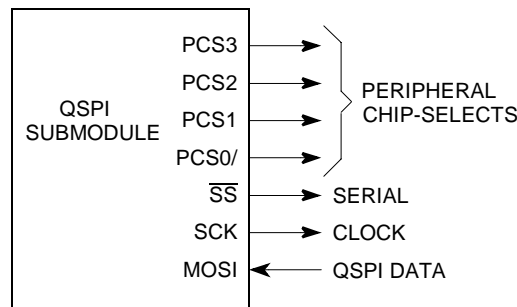 PCS3
PCS2
QSPI
SUBMODULE
PCS1
PCS0/
SS
SCK
MOSI
PERIPHERAL
CHIP-SELECTS
SERIAL
CLOCK
QSPI DATA